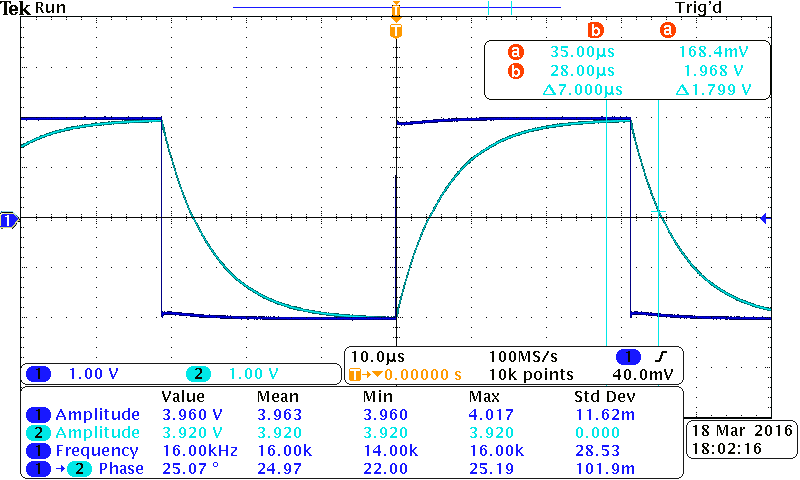 Tek Run Trig'd
T
T b a
a 35.00µs 168.4mV
b 28.00µs 1.968 V
Δ7.000µs Δ1.799 V
1
1 1.00 V 2 1.00 V
10.0µs 100MS/s 1
T→▼0.00000 s 10k points 40.0mV
Value Mean Min Max Std Dev
1 Amplitude 3.960 V 3.963 3.960 4.017 11.62m
2 Amplitude 3.920 V 3.920 3.920 3.920 0.000
1 Frequency 16.00kHz 16.00k 14.00k 16.00k 28.53
1 → 2 Phase 25.07 ° 24.97 22.00 25.19 101.9m
18 Mar 2016
18:02:16